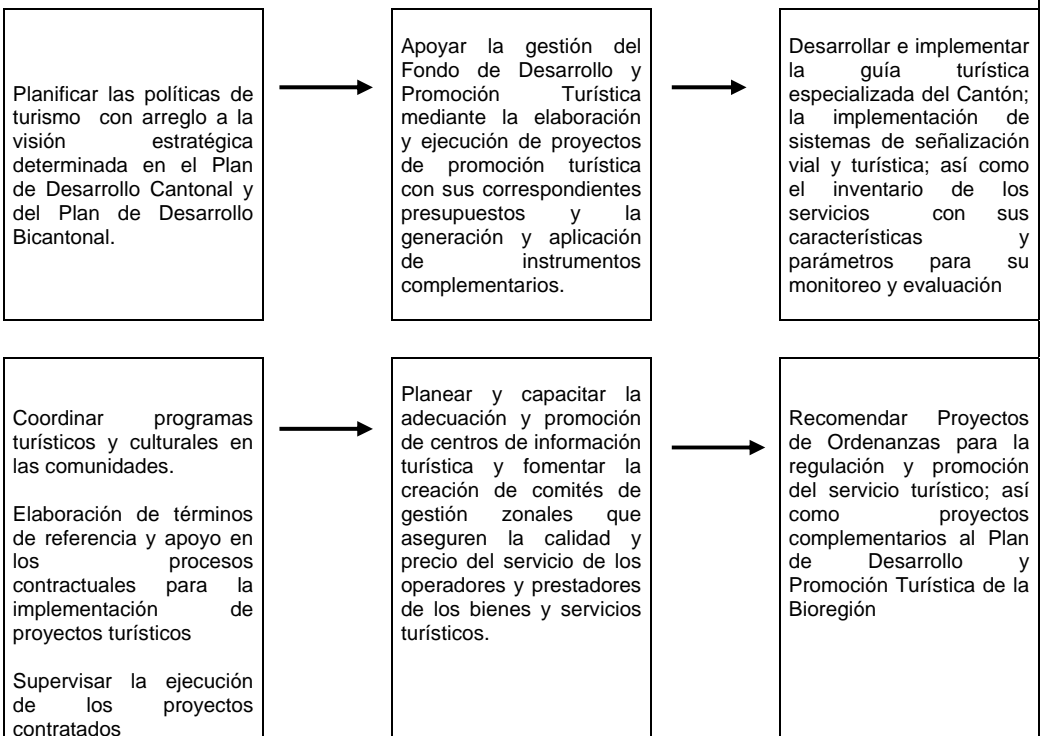 Planificar las políticas de
turismo con arreglo a la
visión estratégica
determinada en el Plan
de Desarrollo Cantonal y
del Plan de Desarrollo
Bicantonal.
Apoyar la gestión del
Fondo de Desarrollo y
Promoción Turística
mediante la elaboración
y ejecución de proyectos
de promoción turística
con sus correspondientes
presupuestos y la
generación y aplicación
de instrumentos
complementarios.
Desarrollar e implementar
la guía turística
especializada del Cantón;
la implementación de
sistemas de señalización
vial y turística; así como
el inventario de los
servicios con sus
características y
parámetros para su
monitoreo y evaluación
Coordinar programas
turísticos y culturales en
las comunidades.
Elaboración de términos
de referencia y apoyo en
los procesos
contractuales para la
implementación de
proyectos turísticos
Supervisar la ejecución
de los proyectos
contratados
Planear y capacitar la
adecuación y promoción
de centros de información
turística y fomentar la
creación de comités de
gestión zonales que
aseguren la calidad y
precio del servicio de los
operadores y prestadores
de los bienes y servicios
turísticos.
Recomendar Proyectos
de Ordenanzas para la
regulación y promoción
del servicio turístico; así
como proyectos
complementarios al Plan
de Desarrollo y
Promoción Turística de la
Bioregión